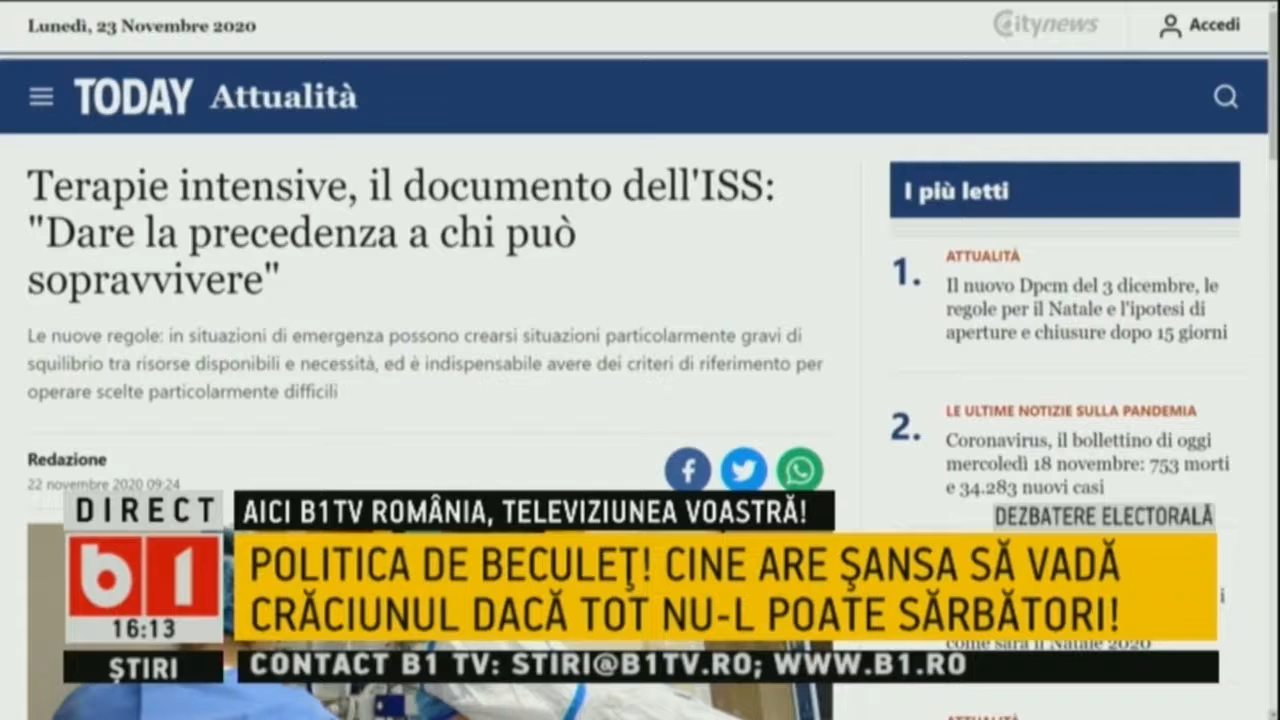 Lunedì, 23 Novembre 2020
Citynews
Accedi
TODAY Attualità
Terapie intensive, il documento dell'ISS:
"Dare la precedenza a chi può
sopravvivere"
Le nuove regole: in situazioni di emergenza possono crearsi situazioni particolarmente gravi di
squilibrio tra risorse disponibili e necessità, ed è indispensabile avere dei criteri di riferimento per
operare scelte particolarmente difficili
Redazione
22 novembre 2020 09:24
I più letti
1.
ATTUALITÀ
Il nuovo Dpcm del 3 dicembre, le
regole per il Natale e l'ipotesi di
aperture e chiusure dopo 15 giorni
2.
LE ULTIME NOTIZIE SULLA PANDEMIA
Coronavirus, il bollettino di oggi
mercoledì 18 novembre: 753 morti
e 34.283 nuovi casi
come sarà il Natale 2020
DIRECT
AICI B1TV ROMÂNIA, TELEVIZIUNEA VOASTRĂ!
DEZBATERE ELECTORALĂ
b1
POLITICA DE BECULEŢ! CINE ARE ŞANSA SĂ VADĂ
CRĂCIUNUL DACĂ TOT NU-L POATE SĂRBĂTORI!
16:13
ŞTIRI
CONTACT B1 TV: STIRI@B1TV.RO; WWW.B1.RO